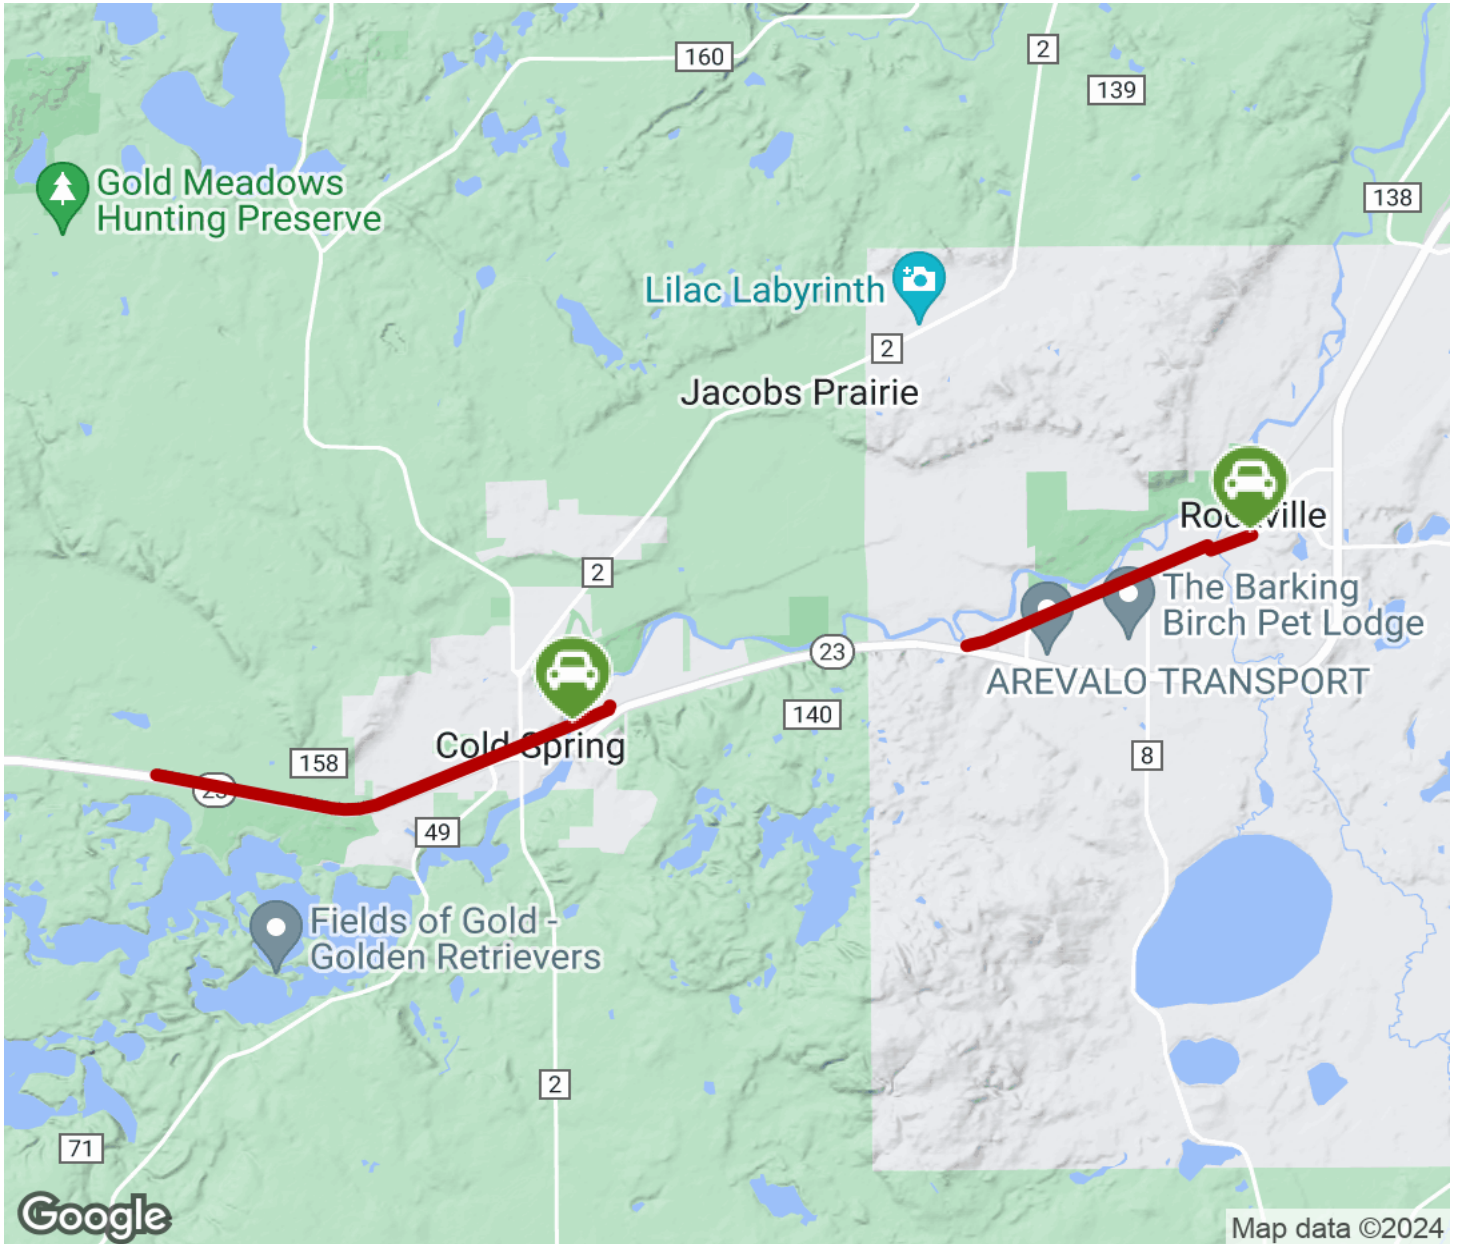 160
2
139
Gold Meadows
Hunting Preserve
138
Lilac Labyrinth
2
Jacobs Prairie
Rockville
2
The Barking
Birch Pet Lodge
23
AREVALO TRANSPORT
140
Cold Spring
158
8
23
49
Fields of Gold -
Golden Retrievers
2
71
Google
Map data ©2024